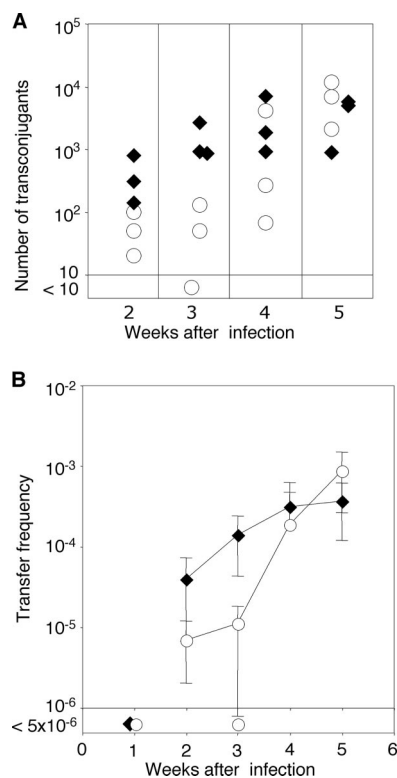 A
Number of transconjugants
10^5
10^4
10^3
10^2
10
< 10
2 3 4 5
Weeks after infection
B
Transfer frequency
10^-2
10^-3
10^-4
10^-5
10^-6
< 5x10^-6
0 1 2 3 4 5 6
Weeks after infection